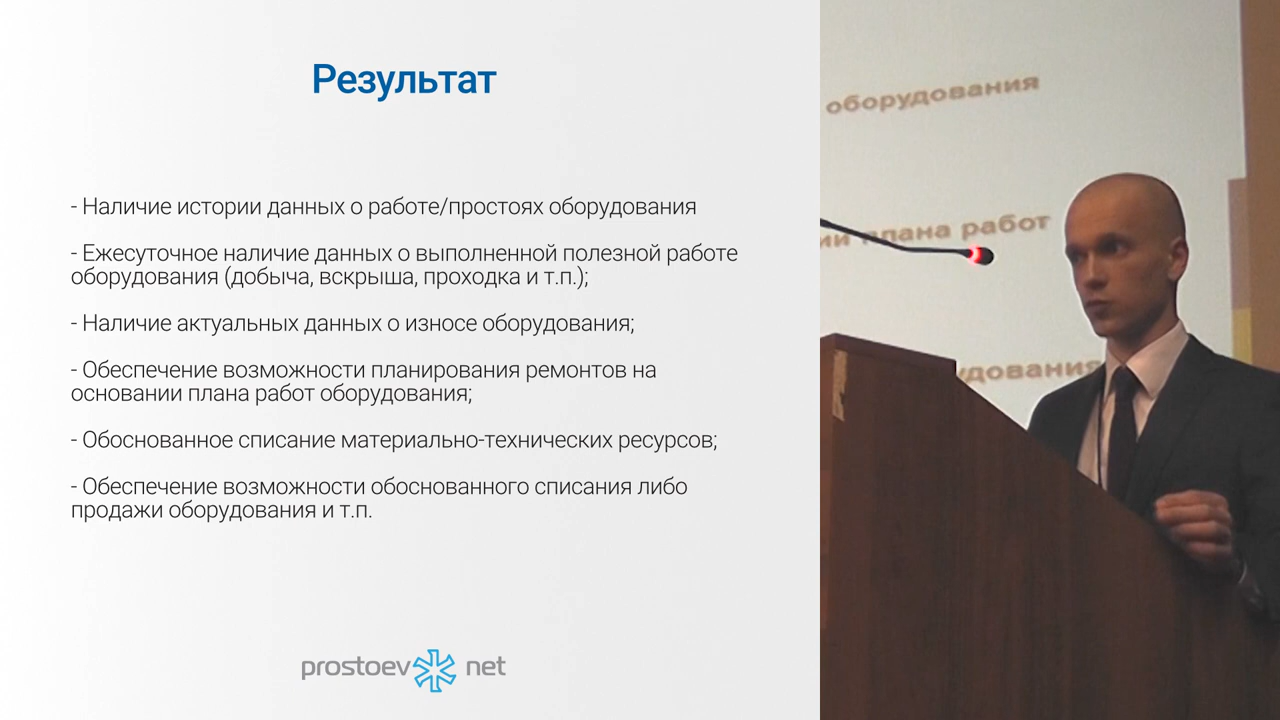 Результат
- Наличие истории данных о работе/простоях оборудования
- Ежесуточное наличие данных о выполненной полезной работе
оборудования (добыча, вскрыша, проходка и т.п.);
- Наличие актуальных данных о износе оборудования;
- Обеспечение возможности планирования ремонтов на
основании плана работ оборудования;
- Обоснованное списание материально-технических ресурсов;
- Обеспечение возможности обоснованного списания либо
продажи оборудования и т.п.
prostoev net
оборудования
плана работ